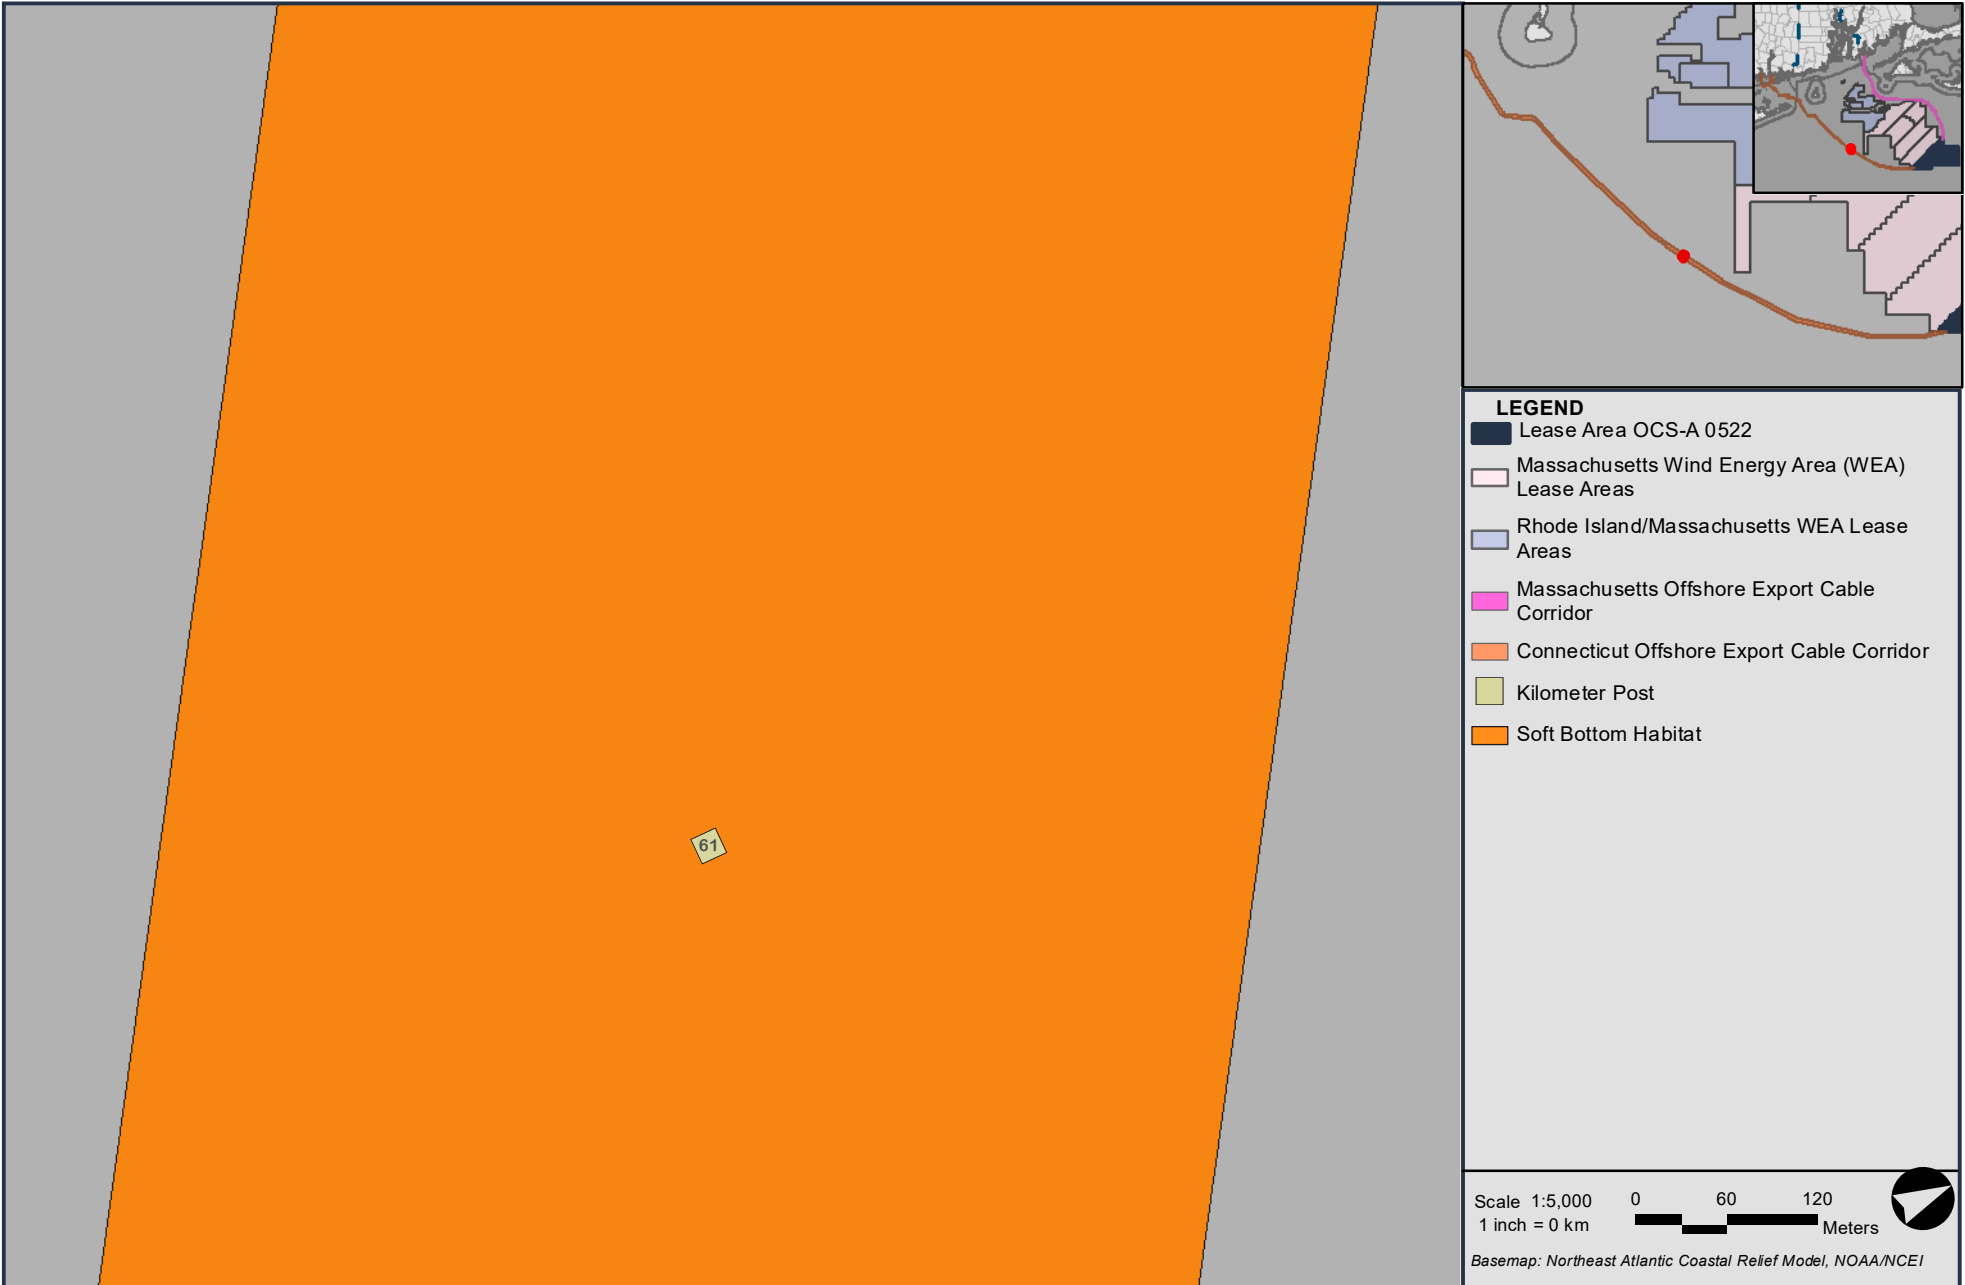 61
LEGEND
Lease Area OCS-A 0522
Massachusetts Wind Energy Area (WEA)
Lease Areas
Rhode Island/Massachusetts WEA Lease
Areas
Massachusetts Offshore Export Cable
Corridor
Connecticut Offshore Export Cable Corridor
Kilometer Post
Soft Bottom Habitat
Scale 1:5,000
1 inch = 0 km
0 60 120
Meters
Basemap: Northeast Atlantic Coastal Relief Model, NOAA/NCEI